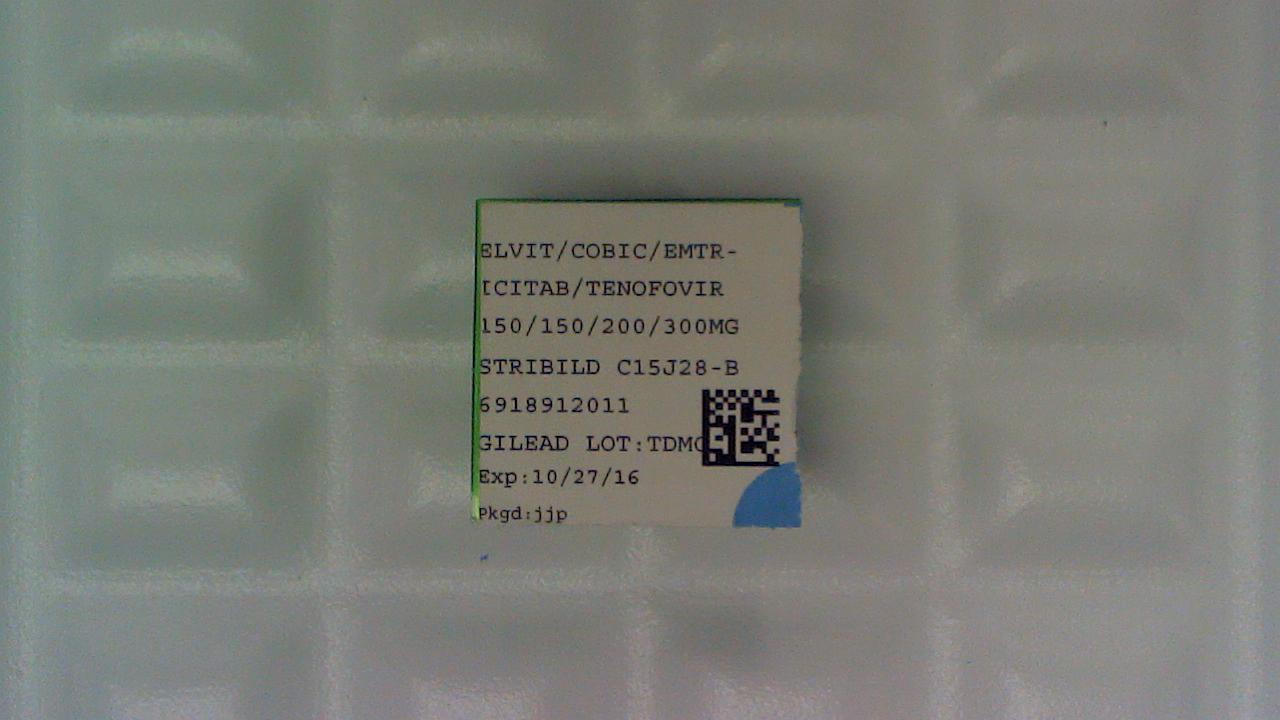 ELVIT/COBIC/EMTR-
ICITAB/TENOFOVIR
150/150/200/300MG
STRIBILD C15J28-B
6918912011
GILEAD LOT:
Exp:10/27/16
Pkgd:jjp